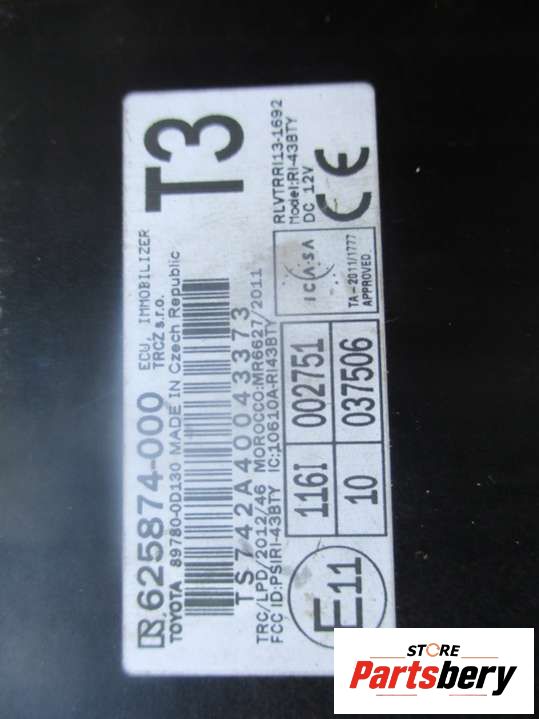 625874-000 ECU, IMMOBILIZER T3
TRCZ s.r.o.
TOYOTA 89780-0D130 MADE IN Czech Republic
TS742A40043373
TRC/LPD/2012/46 MOROCCO:MR6627/2011
FCC ID:PSIRI-43BTY IC:10610A-RI43BTY
RLVTRRI13-1692
Model:RI-43BTY
DC 12V
CE
ICASA
TA-2011/1777
APPROVED
E11
116I 002751
10 037506
STORE
Partsbery